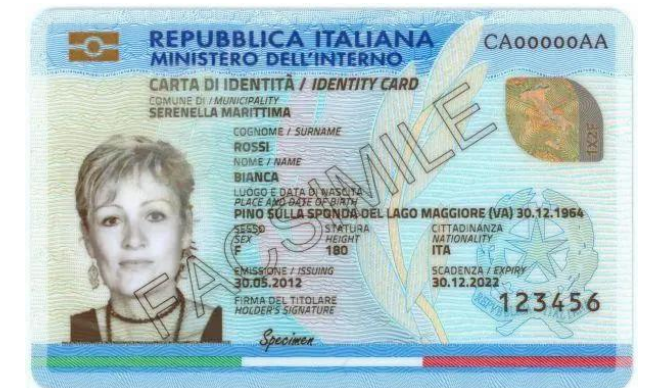 REPUBBLICA ITALIANA
MINISTERO DELL'INTERNO
CA00000AA
CARTA DI IDENTITÀ / IDENTITY CARD
COMUNE DI / MUNICIPALITY
SERENELLA MARITTIMA
COGNOME / SURNAME
ROSSI
NOME / NAME
BIANCA
LUOGO E DATA DI NASCITA
PLACE AND DATE OF BIRTH
PINO SULLA SPONDA DEL LAGO MAGGIORE (VA) 30.12.1964
SESSO STATURA CITTADINANZA
SEX HEIGHT NATIONALITY
F 180 ITA
EMISSIONE / ISSUING SCADENZA / EXPIRY
30.05.2012 30.12.2022
FIRMA DEL TITOLARE
HOLDER'S SIGNATURE
123456
Specimen
FACSIMILE
1X2F